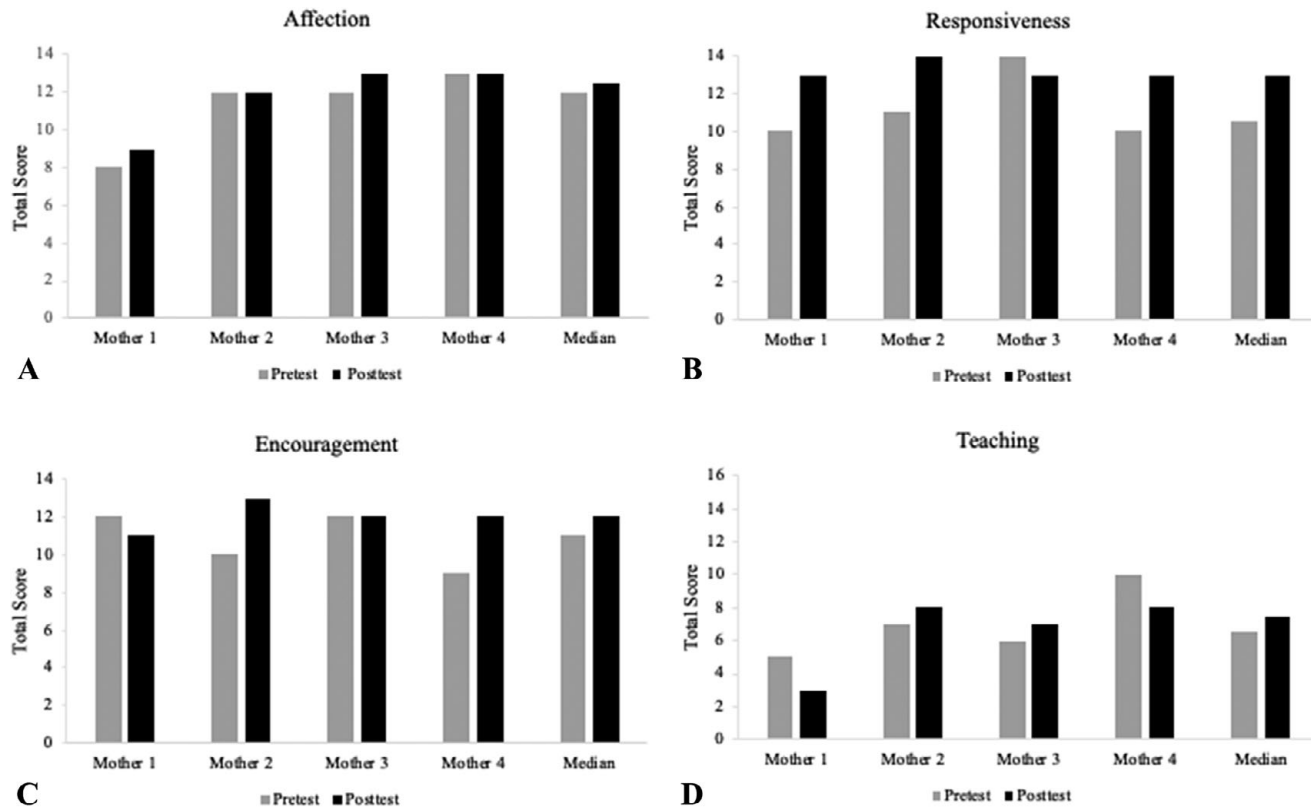 Affection
14
12
10
8
6
4
2
0
Total Score
Mother 1 Mother 2 Mother 3 Mother 4 Median
Pretest Posttest
A
Responsiveness
14
12
10
8
6
4
2
0
Total Score
Mother 1 Mother 2 Mother 3 Mother 4 Median
Pretest Posttest
B
Encouragement
14
12
10
8
6
4
2
0
Total Score
Mother 1 Mother 2 Mother 3 Mother 4 Median
Pretest Posttest
C
Teaching
16
14
12
10
8
6
4
2
0
Total Score
Mother 1 Mother 2 Mother 3 Mother 4 Median
Pretest Posttest
D